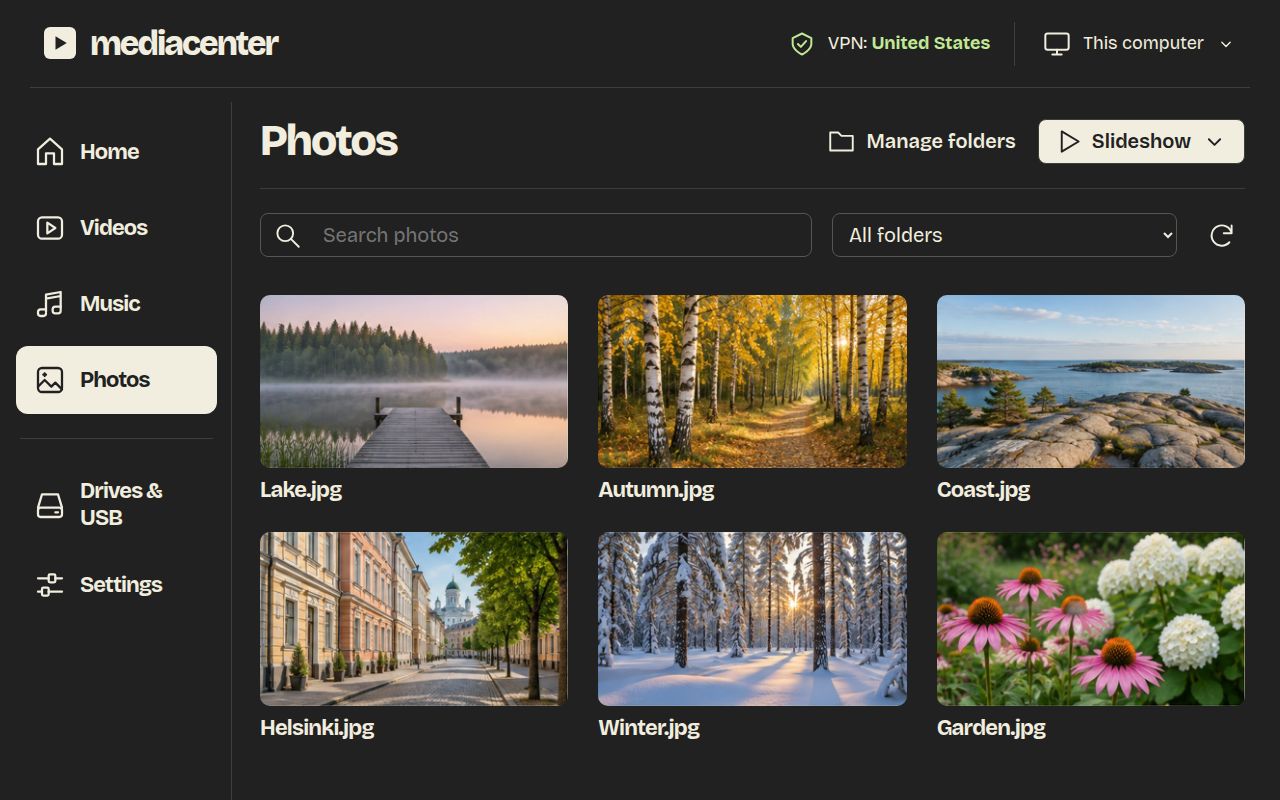 mediacenter
VPN: United States
This computer
Home
Videos
Music
Photos
Drives &
USB
Settings
Photos
Manage folders
Slideshow
Search photos
All folders
Lake.jpg
Autumn.jpg
Coast.jpg
Helsinki.jpg
Winter.jpg
Garden.jpg